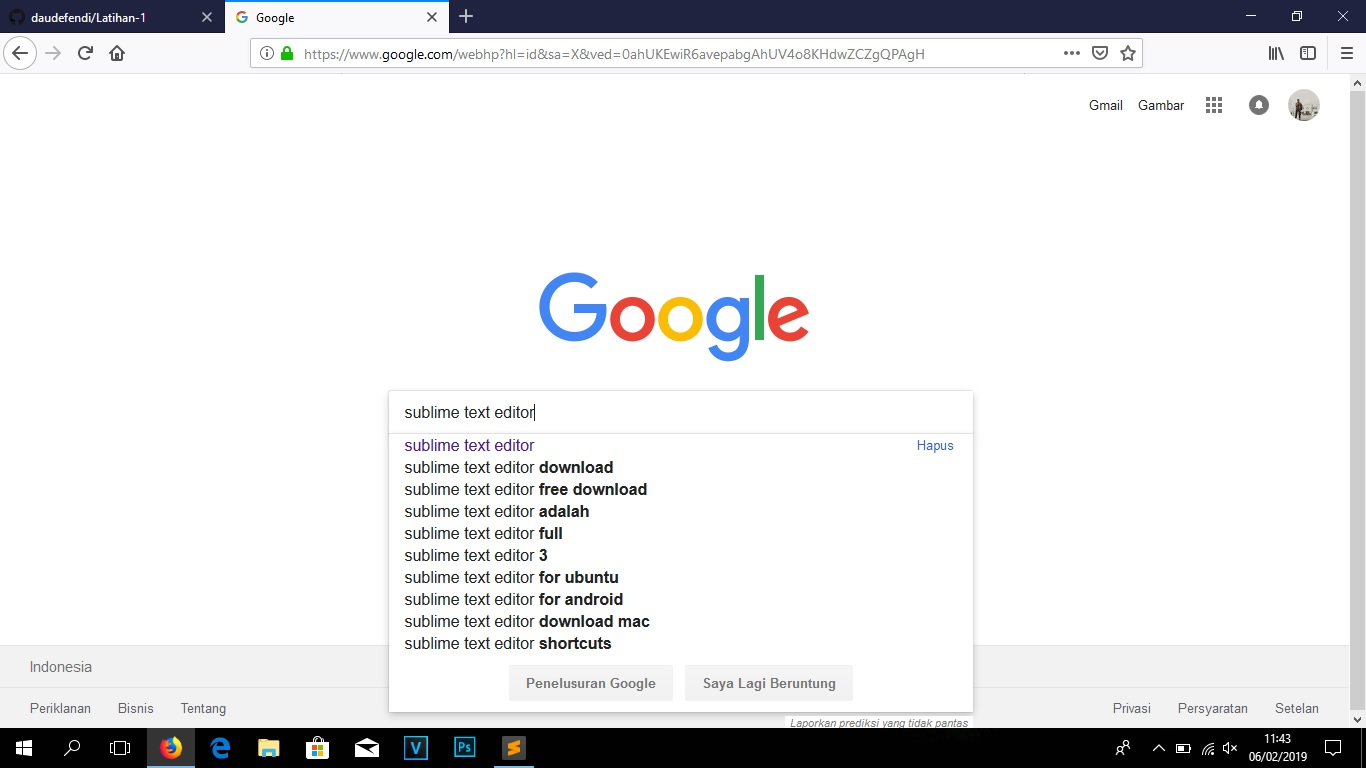 daudefendi/Latihan-1
Google
https://www.google.com/webhp?hl=id&sa=X&ved=0ahUKEwiR6avepabgAhUV4o8KHdwZCZgQPAgH
Gmail Gambar
Google
sublime text editor
sublime text editor Hapus
sublime text editor download
sublime text editor free download
sublime text editor adalah
sublime text editor full
sublime text editor 3
sublime text editor for ubuntu
sublime text editor for android
sublime text editor download mac
sublime text editor shortcuts
Penelusuran Google Saya Lagi Beruntung
Indonesia
Periklanan Bisnis Tentang Privasi Persyaratan Setelan
Laporkan prediksi yang tidak pantas
V
Ps
11:43
06/02/2019